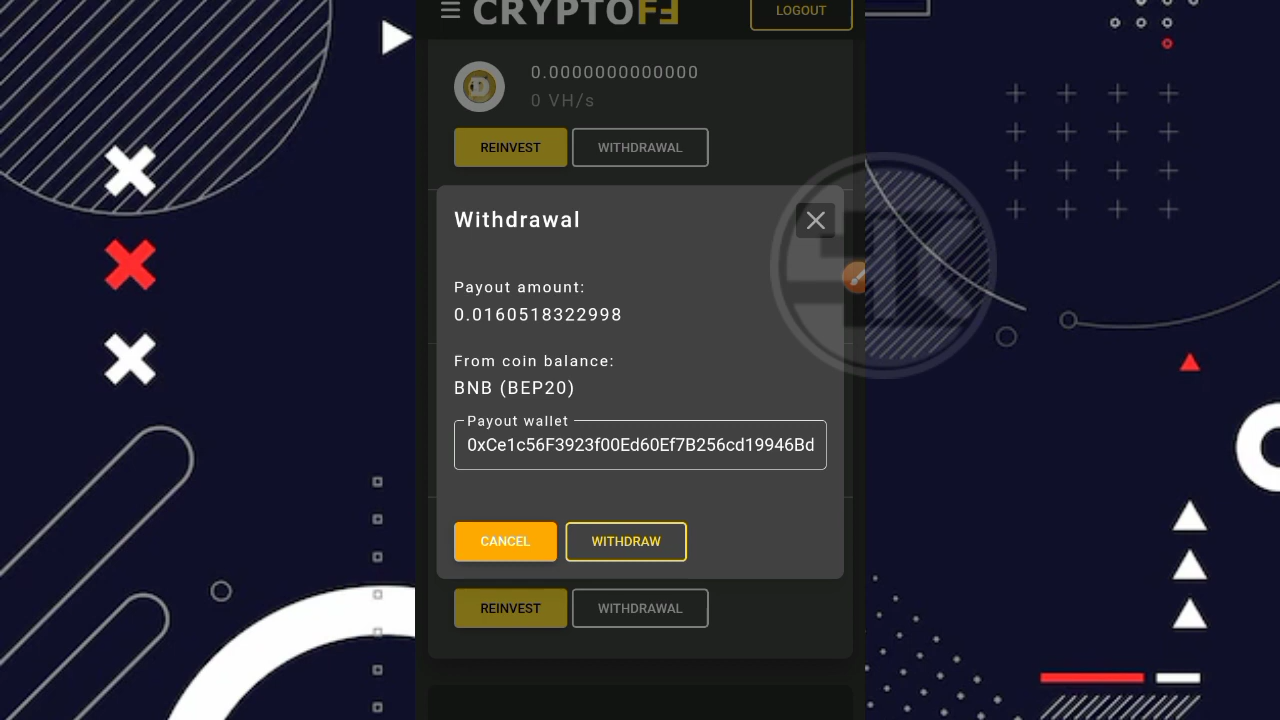 CRYPTOFF
LOGOUT
0.0000000000000
0 VH/s
REINVEST
WITHDRAWAL
Withdrawal
Payout amount:
0.0160518322998
From coin balance:
BNB (BEP20)
Payout wallet
0xCe1c56F3923f00Ed60Ef7B256cd19946Bd
CANCEL
WITHDRAW
REINVEST
WITHDRAWAL